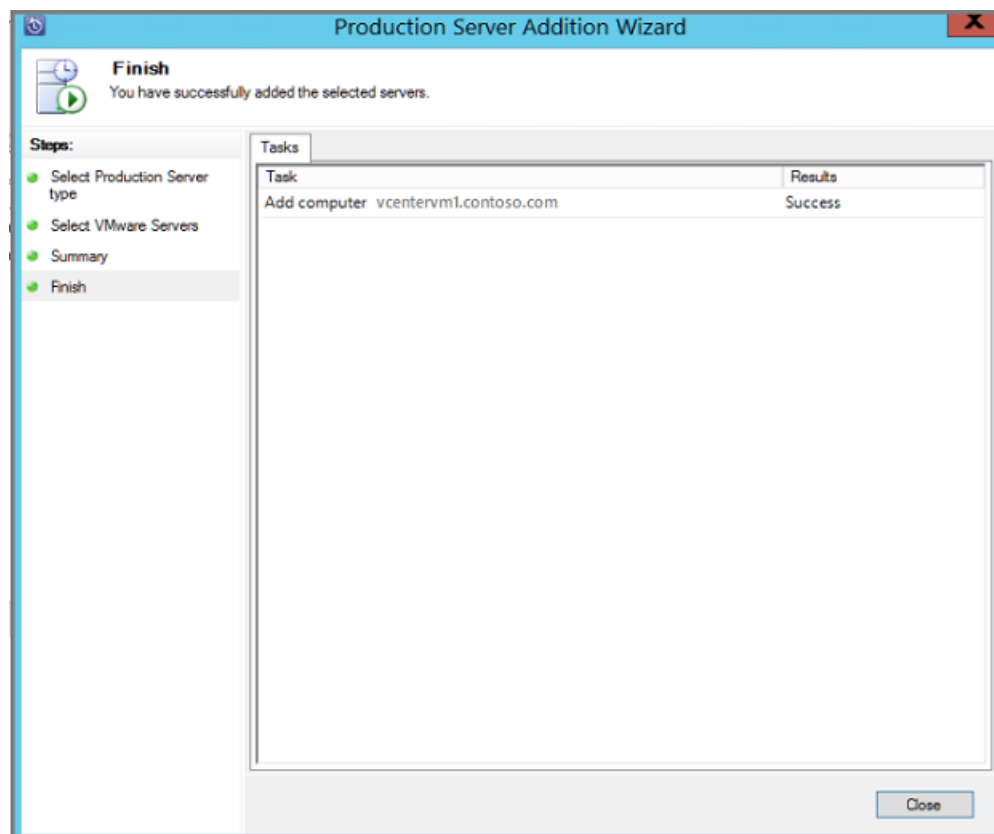 Production Server Addition Wizard
X
Finish
You have successfully added the selected servers.
Steps:
Select Production Server
type
Select VMware Servers
Summary
Finish
Tasks
Task Results
Add computer vcentervm1.contoso.com Success
Close